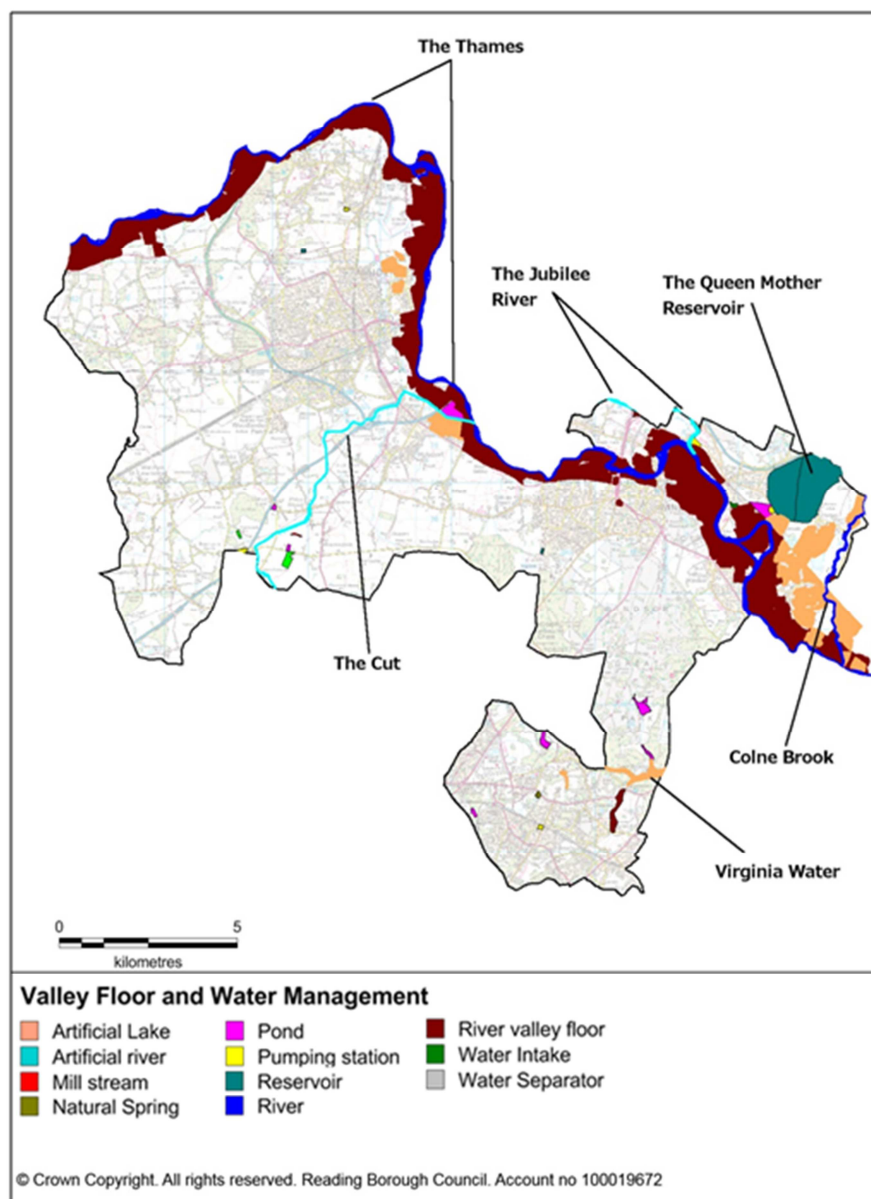 The Thames
The Jubilee
River
The Queen Mother
Reservoir
The Cut
Colne Brook
Virginia Water
0 5
kilometres
Valley Floor and Water Management
Artificial Lake
Artificial river
Mill stream
Natural Spring
Pond
Pumping station
Reservoir
River
River valley floor
Water Intake
Water Separator
© Crown Copyright. All rights reserved. Reading Borough Council. Account no 100019672